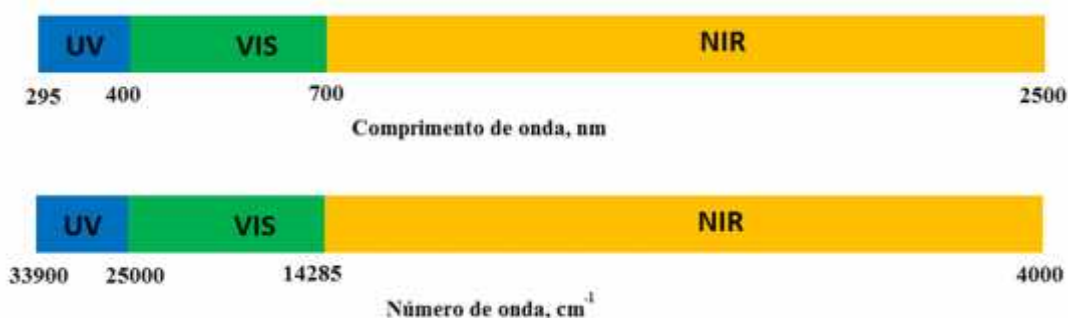 UV VIS NIR
295 400 700 2500
Comprimento de onda, nm
UV VIS NIR
33900 25000 14285 4000
Número de onda, cm⁻¹